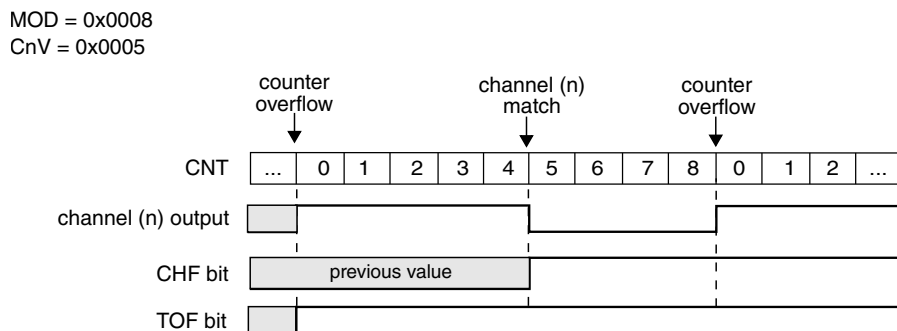 MOD = 0x0008
CnV = 0x0005
counter overflow
channel (n) match
counter overflow
CNT ... 0 1 2 3 4 5 6 7 8 0 1 2 ...
channel (n) output
CHF bit previous value
TOF bit